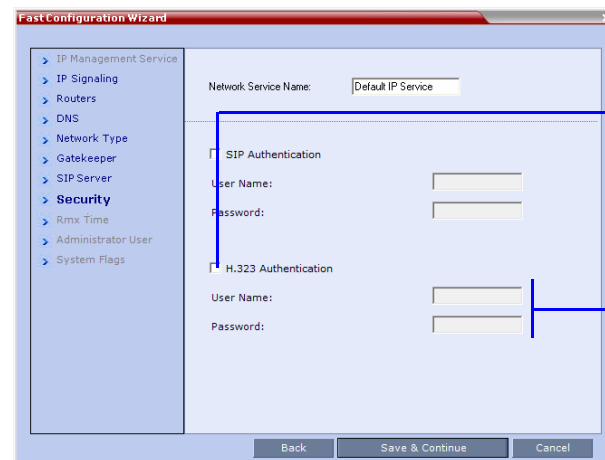 Fast Configuration Wizard
IP Management Service
IP Signaling
Routers
DNS
Network Type
Gatekeeper
SIP Server
Security
Rmx Time
Administrator User
System Flags
Network Service Name: Default IP Service
SIP Authentication
User Name:
Password:
H.323 Authentication
User Name:
Password:
Back Save & Continue Cancel